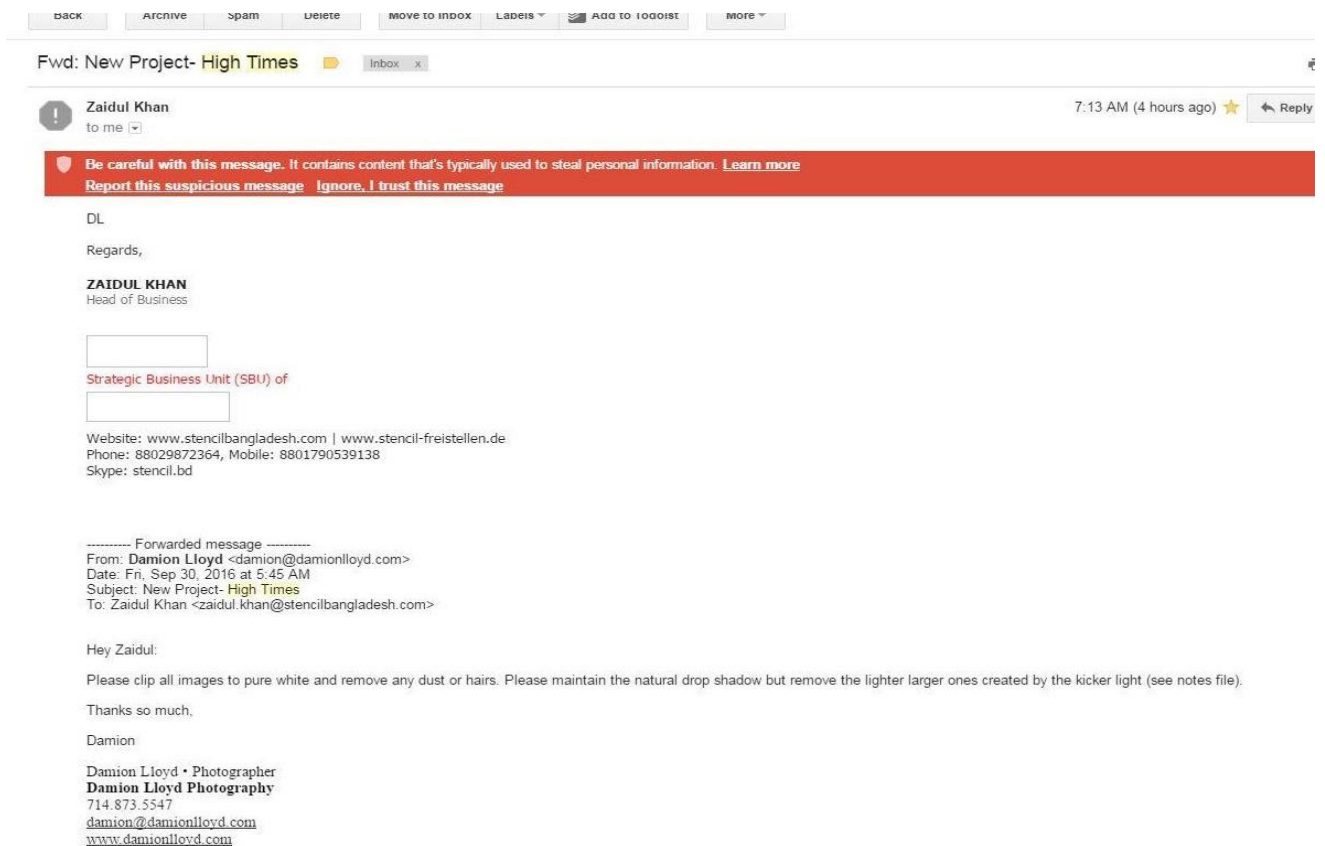 Back Archive Spam Delete Move to Inbox Labels Add to Todoist More
Fwd: New Project- High Times Inbox x
Zaidul Khan 7:13 AM (4 hours ago) Reply
to me
Be careful with this message. It contains content that's typically used to steal personal information. Learn more
Report this suspicious message Ignore, I trust this message
DL
Regards,
ZAIDUL KHAN
Head of Business
Strategic Business Unit (SBU) of
Website: www.stencilbangladesh.com | www.stencil-freistellen.de
Phone: 88029872364, Mobile: 8801790539138
Skype: stencil.bd
---------- Forwarded message ----------
From: Damion Lloyd <damion@damionlloyd.com>
Date: Fri, Sep 30, 2016 at 5:45 AM
Subject: New Project- High Times
To: Zaidul Khan <zaidul.khan@stencilbangladesh.com>
Hey Zaidul:
Please clip all images to pure white and remove any dust or hairs. Please maintain the natural drop shadow but remove the lighter larger ones created by the kicker light (see notes file).
Thanks so much,
Damion
Damion Lloyd • Photographer
Damion Lloyd Photography
714.873.5547
damion@damionlloyd.com
www.damionlloyd.com